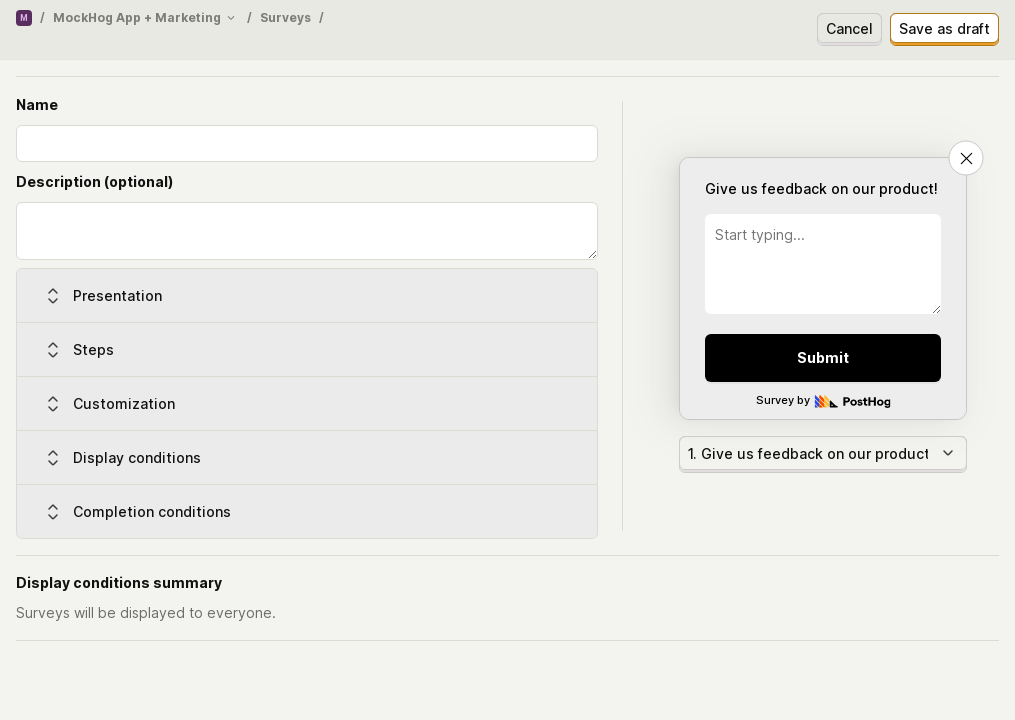 M / MockHog App + Marketing / Surveys /
Cancel
Save as draft
Name
Description (optional)
Presentation
Steps
Customization
Display conditions
Completion conditions
Give us feedback on our product!
Start typing...
Submit
Survey by PostHog
1. Give us feedback on our product
Display conditions summary
Surveys will be displayed to everyone.